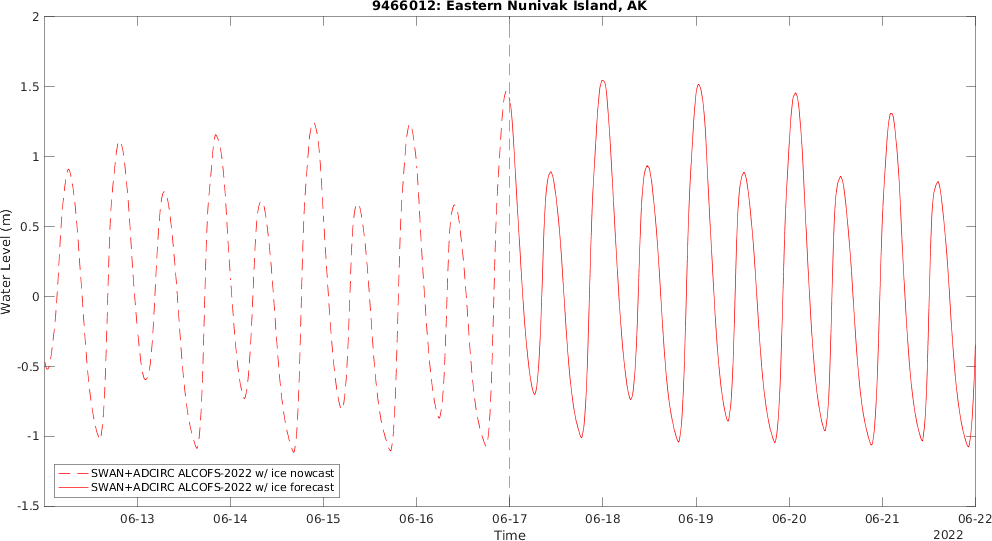 9466012: Eastern Nunivak Island, AK
2
1.5
1
0.5
0
-0.5
-1
-1.5
Water Level (m)
SWAN+ADCIRC ALCOFS-2022 w/ ice nowcast
SWAN+ADCIRC ALCOFS-2022 w/ ice forecast
06-13 06-14 06-15 06-16 06-17 06-18 06-19 06-20 06-21 06-22
Time
2022